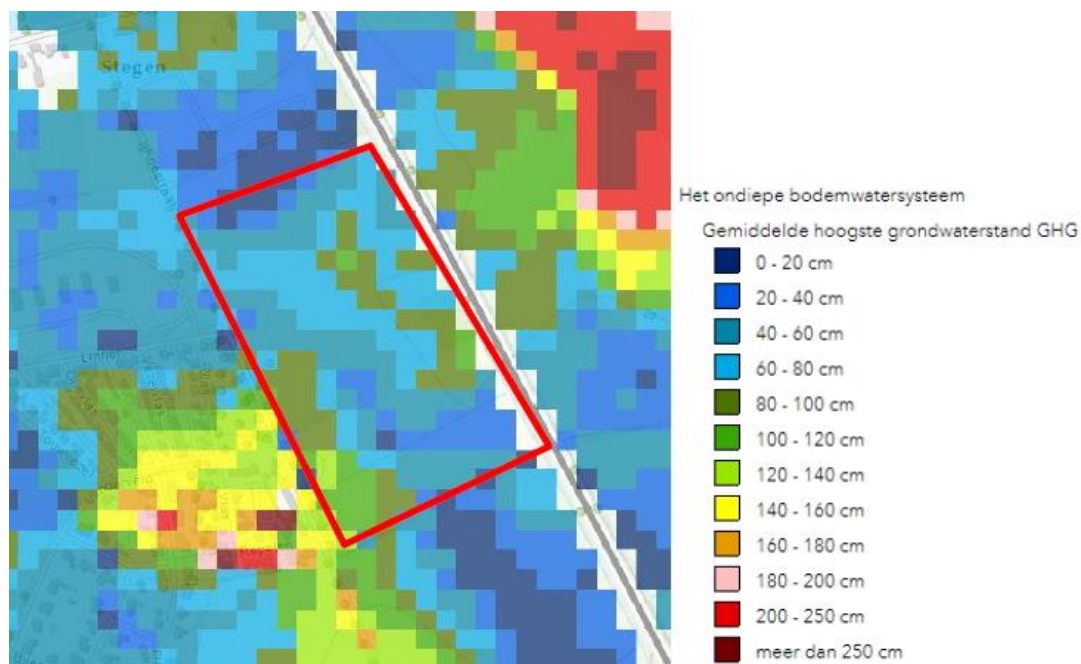 Stegen
Het ondiepe bodemwatersysteem
Gemiddelde hoogste grondwaterstand GHG
0 - 20 cm
20 - 40 cm
40 - 60 cm
60 - 80 cm
80 - 100 cm
100 - 120 cm
120 - 140 cm
140 - 160 cm
160 - 180 cm
180 - 200 cm
200 - 250 cm
meer dan 250 cm